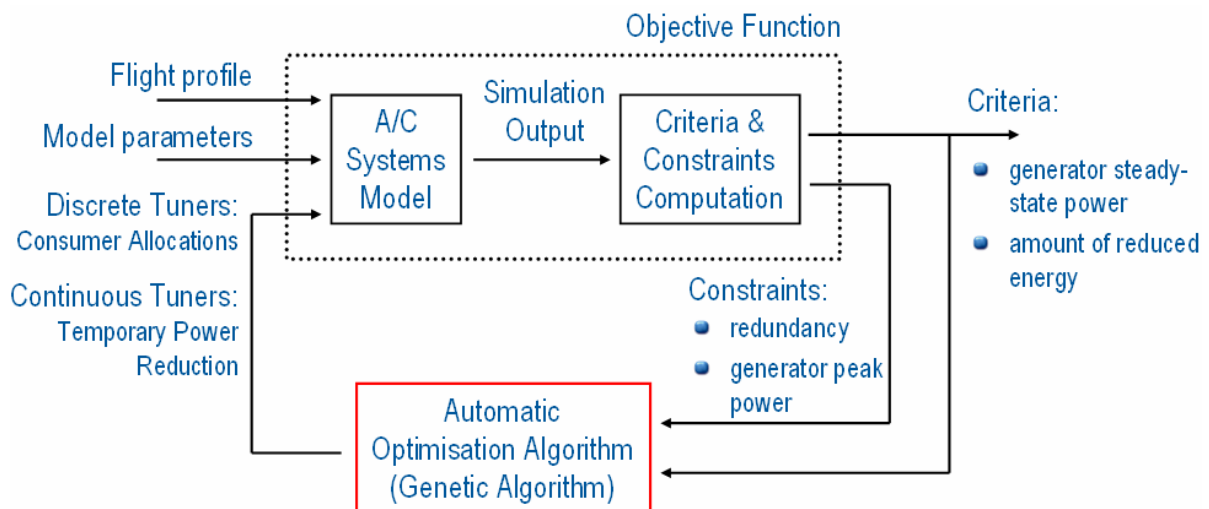 Objective Function
Flight profile
Model parameters
Discrete Tuners:
Consumer Allocations
Continuous Tuners:
Temporary Power
Reduction
A/C
Systems
Model
Simulation
Output
Criteria &
Constraints
Computation
Criteria:
generator steady-
state power
amount of reduced
energy
Constraints:
redundancy
generator peak
power
Automatic
Optimisation Algorithm
(Genetic Algorithm)